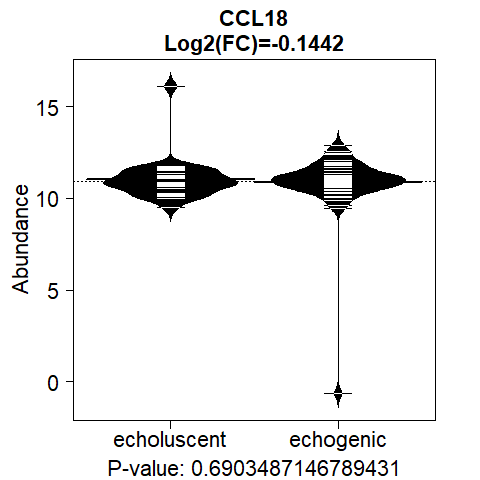 CCL18
Log2(FC)=-0.1442
Abundance
15
10
5
0
echoluscent echogenic
P-value: 0.6903487146789431